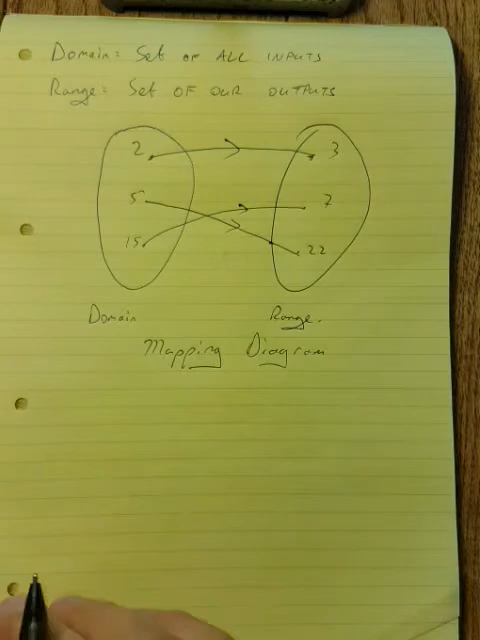 Domain: Set of ALL INPUTS
Range: Set OF OUR OUTPUTS
2 3
5 7
15 22
Domain Range.
Mapping Diagram